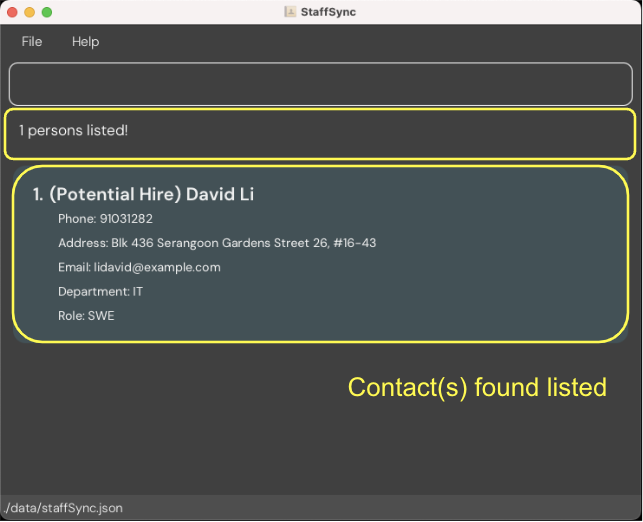 StaffSync
File Help
1 persons listed!
1. (Potential Hire) David Li
Phone: 91031282
Address: Blk 436 Serangoon Gardens Street 26, #16-43
Email: lidavid@example.com
Department: IT
Role: SWE
Contact(s) found listed
./data/staffSync.json